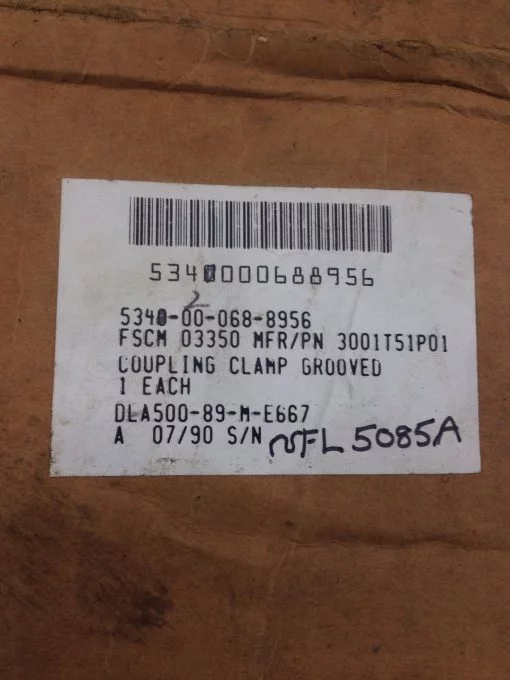 5340000688956
2
5340-00-068-8956
FSCM 03350 MFR/PN 3001T51P01
COUPLING CLAMP GROOVED
1 EACH
DLA500-89-M-E667
A 07/90 S/N NFL 5085A